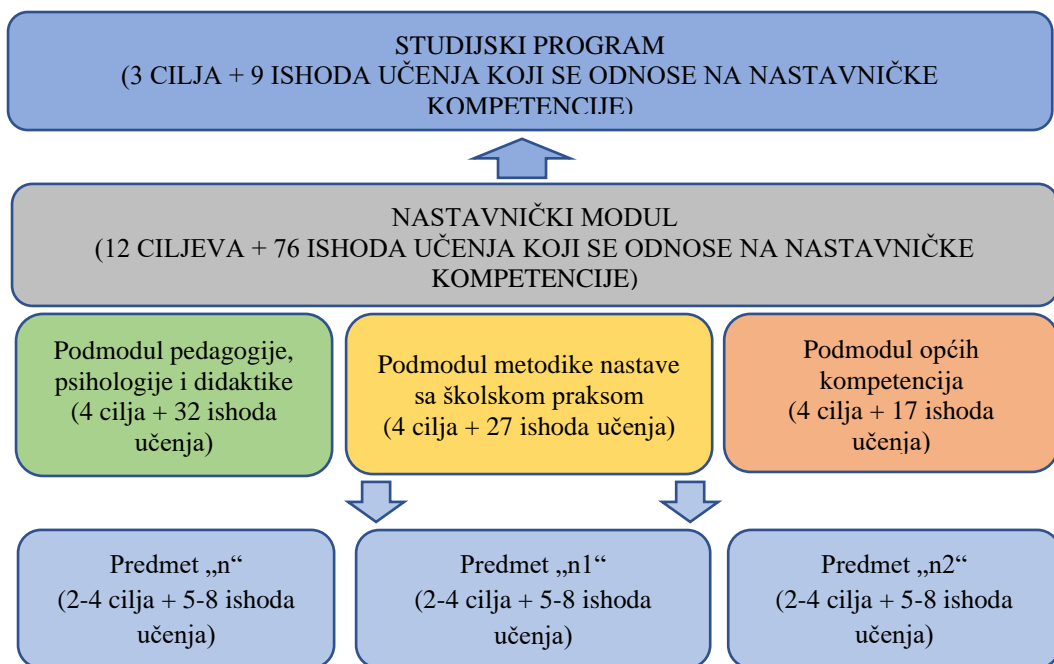 STUDIJSKI PROGRAM
(3 CILJA + 9 ISHODA UČENJA KOJI SE ODNOSE NA NASTAVNIČKE
KOMPETENCIJE)
NASTAVNIČKI MODUL
(12 CILJEVA + 76 ISHODA UČENJA KOJI SE ODNOSE NA NASTAVNIČKE
KOMPETENCIJE)
Podmodul pedagogije,
psihologije i didaktike
(4 cilja + 32 ishoda
učenja)
Podmodul metodike nastave
sa školskom praksom
(4 cilja + 27 ishoda učenja)
Podmodul općih
kompetencija
(4 cilja + 17 ishoda
učenja)
Predmet „n“
(2-4 cilja + 5-8 ishoda
učenja)
Predmet „n1“
(2-4 cilja + 5-8 ishoda
učenja)
Predmet „n2“
(2-4 cilja + 5-8 ishoda
učenja)